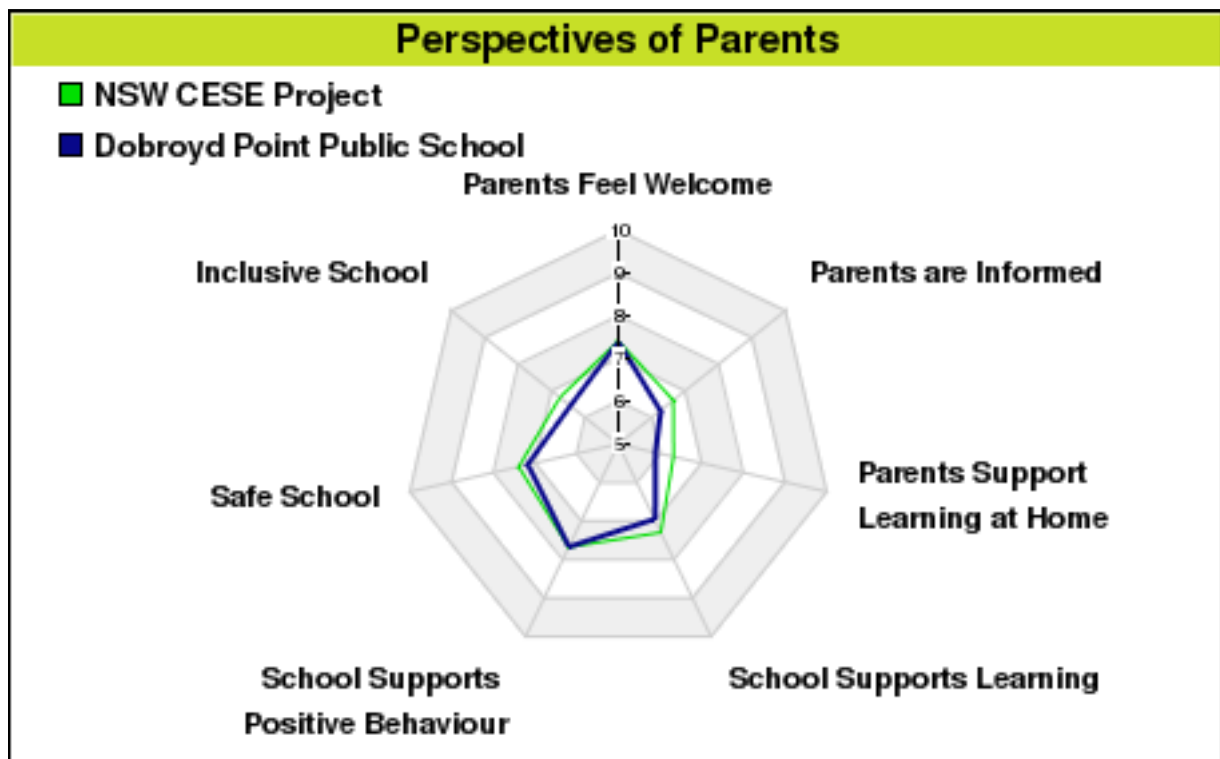 Perspectives of Parents
NSW CESE Project
Dobroyd Point Public School
Parents Feel Welcome
Inclusive School
Parents are Informed
10
9
8
7
6
5
Safe School
Parents Support
Learning at Home
School Supports
Positive Behaviour
School Supports Learning